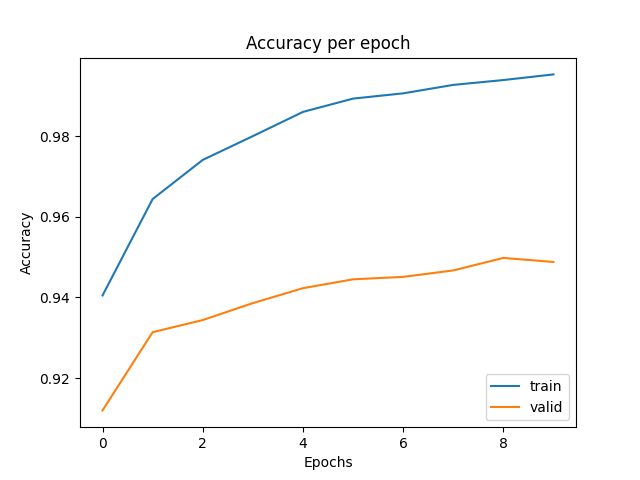 Accuracy per epoch
Accuracy
0.98
0.96
0.94
0.92
0 2 4 6 8
Epochs
train
valid